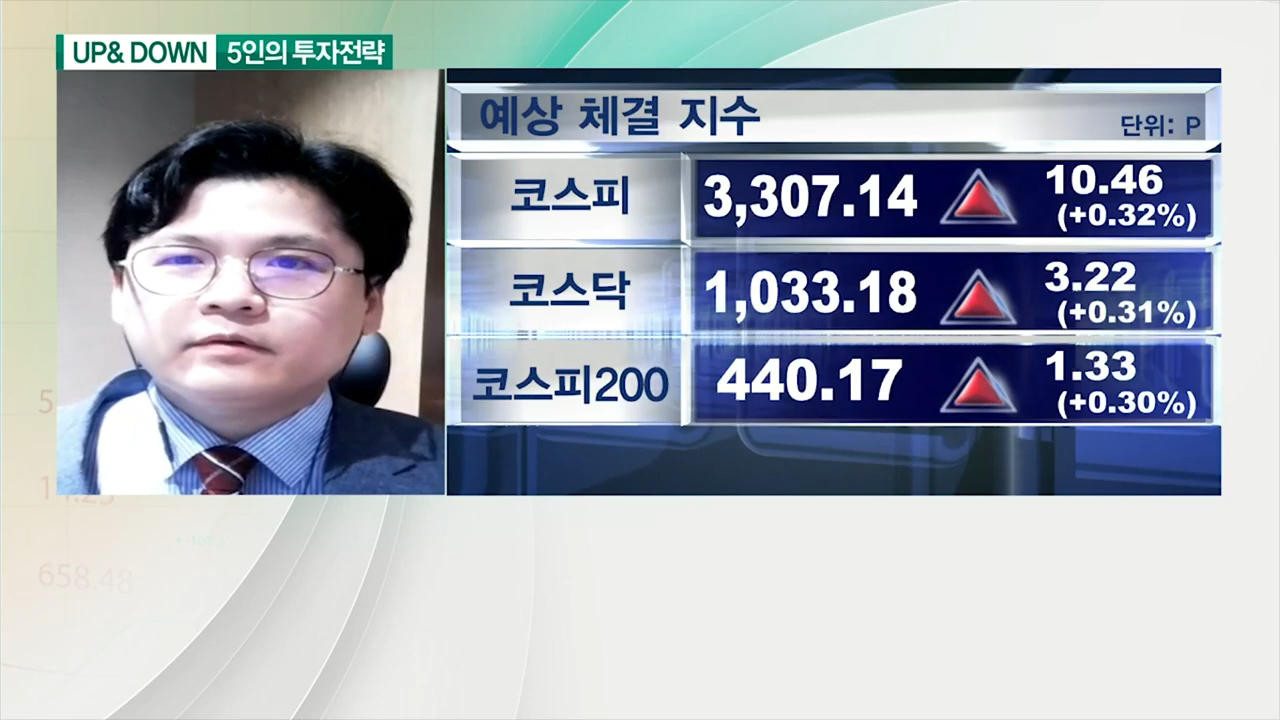 UP& DOWN 5인의 투자전략
예상 체결 지수
단위: P
코스피 3,307.14 10.46
(+0.32%)
코스닥 1,033.18 3.22
(+0.31%)
코스피200 440.17 1.33
(+0.30%)
658.48